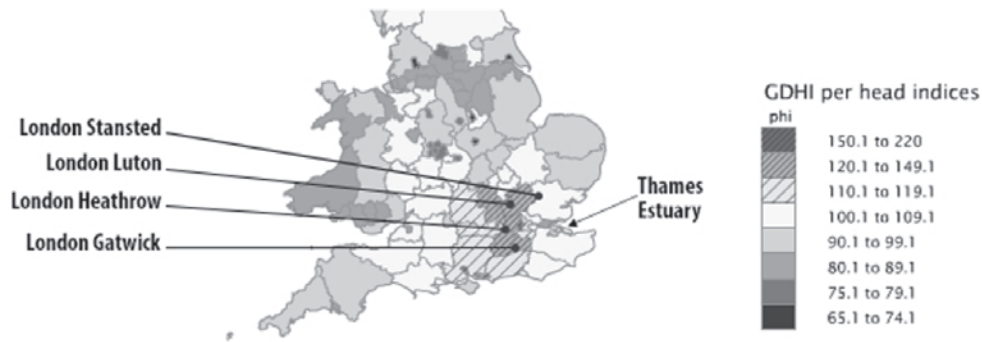 London Stansted
London Luton
London Heathrow
London Gatwick
Thames
Estuary
GDHI per head indices
phi
150.1 to 220
120.1 to 149.1
110.1 to 119.1
100.1 to 109.1
90.1 to 99.1
80.1 to 89.1
75.1 to 79.1
65.1 to 74.1